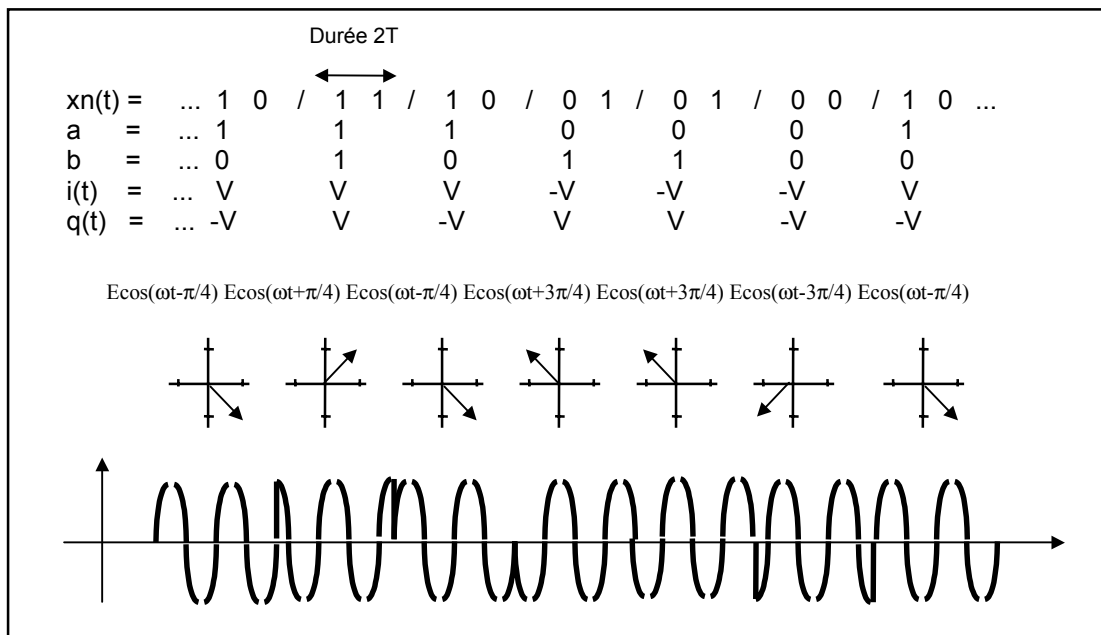 Durée 2T
xn(t) = ... 1 0 / 1 1 / 1 0 / 0 1 / 0 1 / 0 0 / 1 0 ...
a = ... 1 1 1 0 0 0 1
b = ... 0 1 0 1 1 0 0
i(t) = ... V V V -V -V -V V
q(t) = ... -V V -V V V -V -V
Ecos(ωt-π/4) Ecos(ωt+π/4) Ecos(ωt-π/4) Ecos(ωt+3π/4) Ecos(ωt+3π/4) Ecos(ωt-3π/4) Ecos(ωt-π/4)